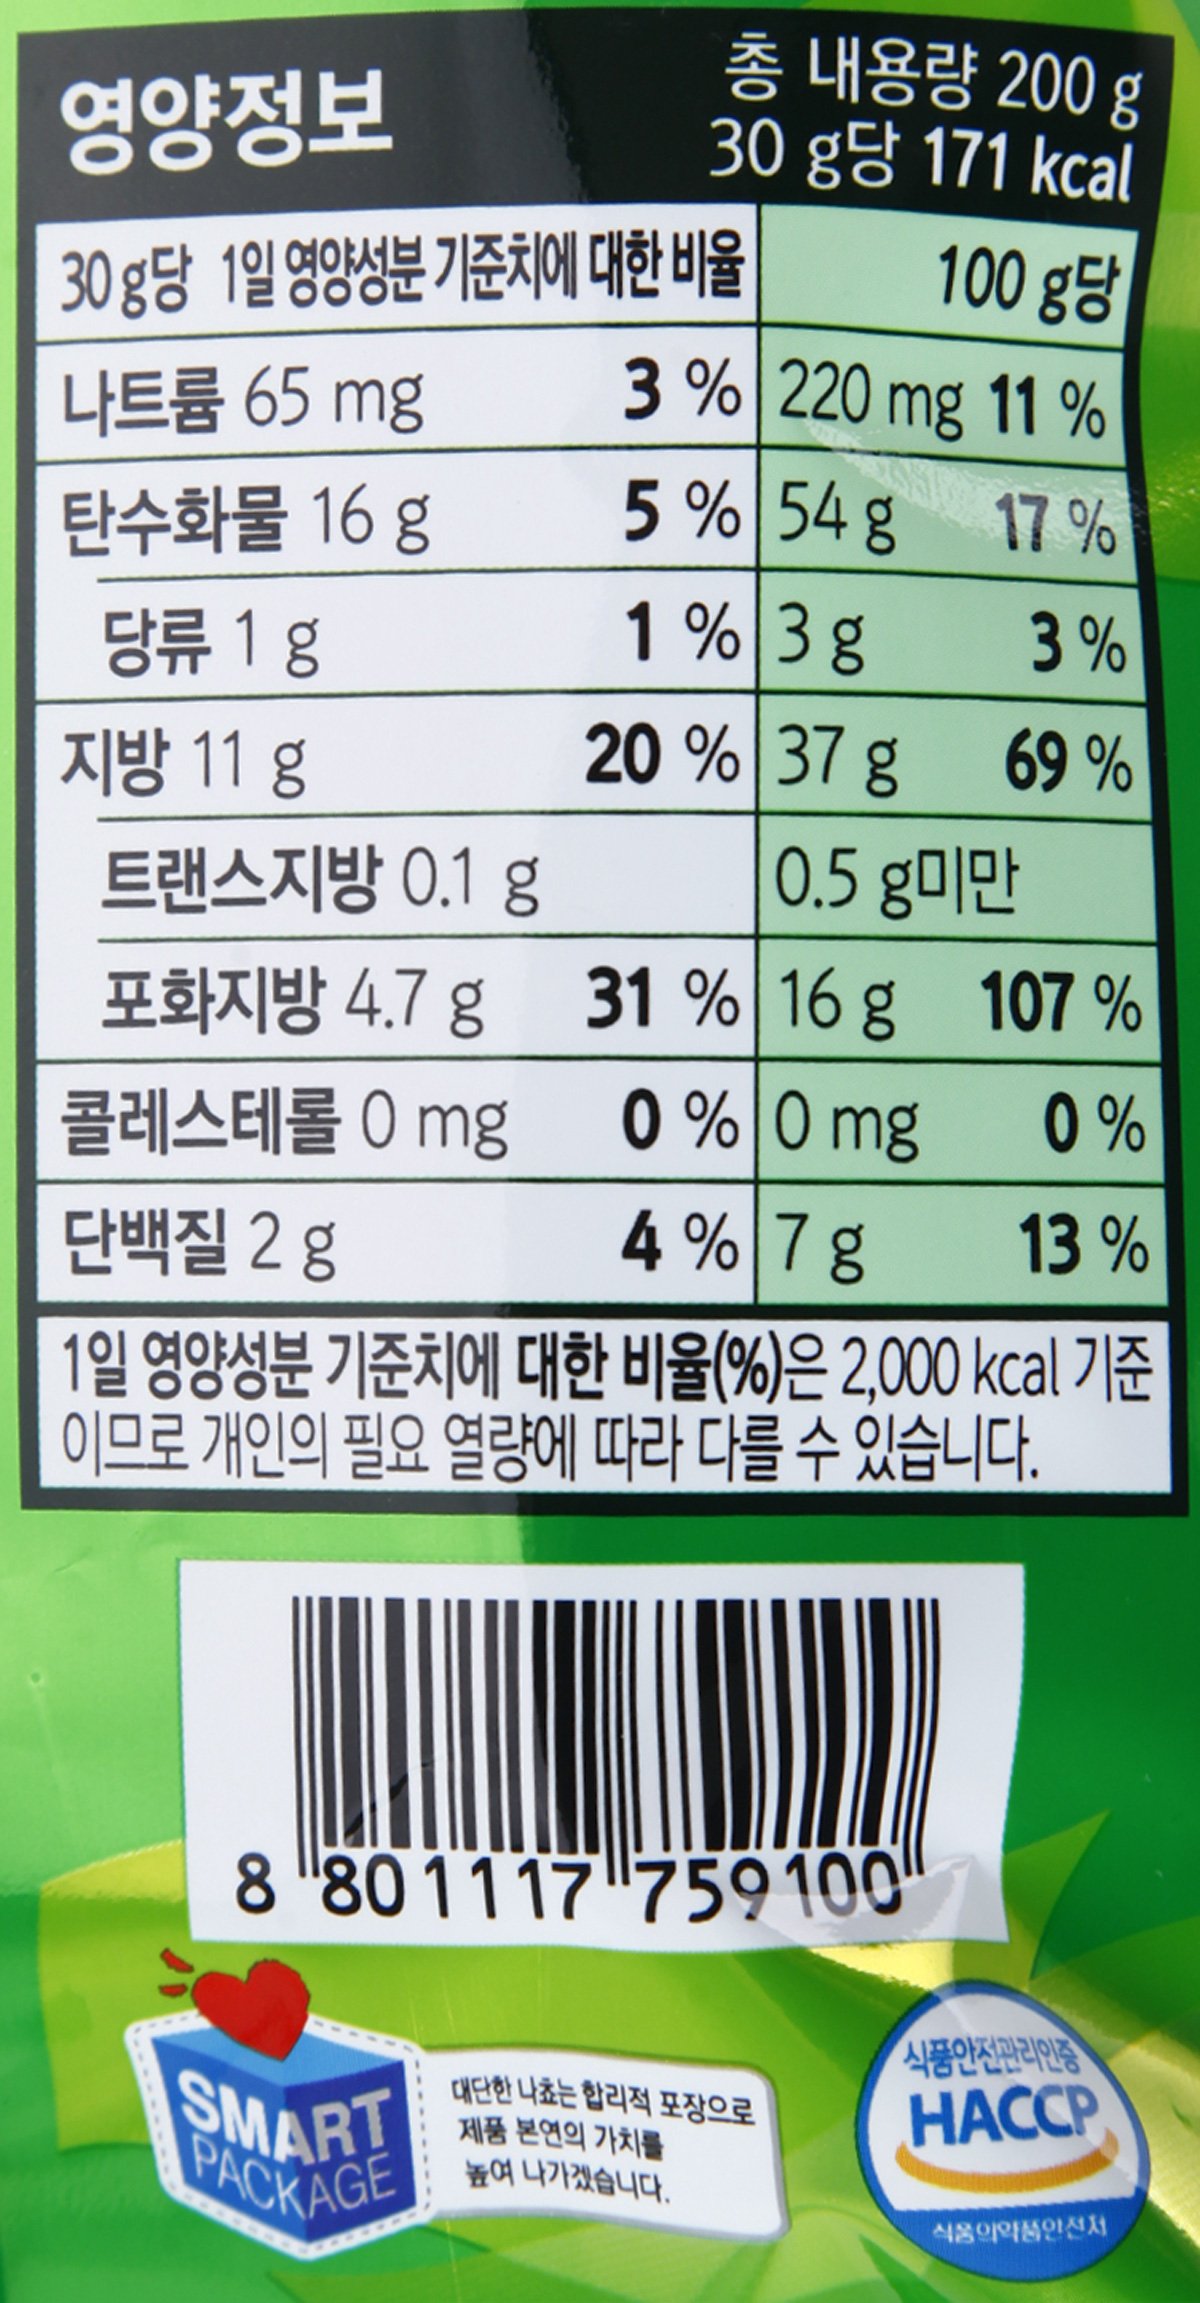 영양정보
총 내용량 200 g
30 g당 171 kcal
30 g당 1일 영양성분 기준치에 대한 비율 100 g당
나트륨 65 mg 3 % 220 mg 11 %
탄수화물 16 g 5 % 54 g 17 %
당류 1 g 1 % 3 g 3 %
지방 11 g 20 % 37 g 69 %
트랜스지방 0.1 g 0.5 g미만
포화지방 4.7 g 31 % 16 g 107 %
콜레스테롤 0 mg 0 % 0 mg 0 %
단백질 2 g 4 % 7 g 13 %
1일 영양성분 기준치에 대한 비율(%)은 2,000 kcal 기준
이므로 개인의 필요 열량에 따라 다를 수 있습니다.
8 801117 759100
SMART
PACKAGE
대단한 나쵸는 합리적 포장으로
제품 본연의 가치를
높여 나가겠습니다.
식품안전관리인증
HACCP
식품의약품안전처